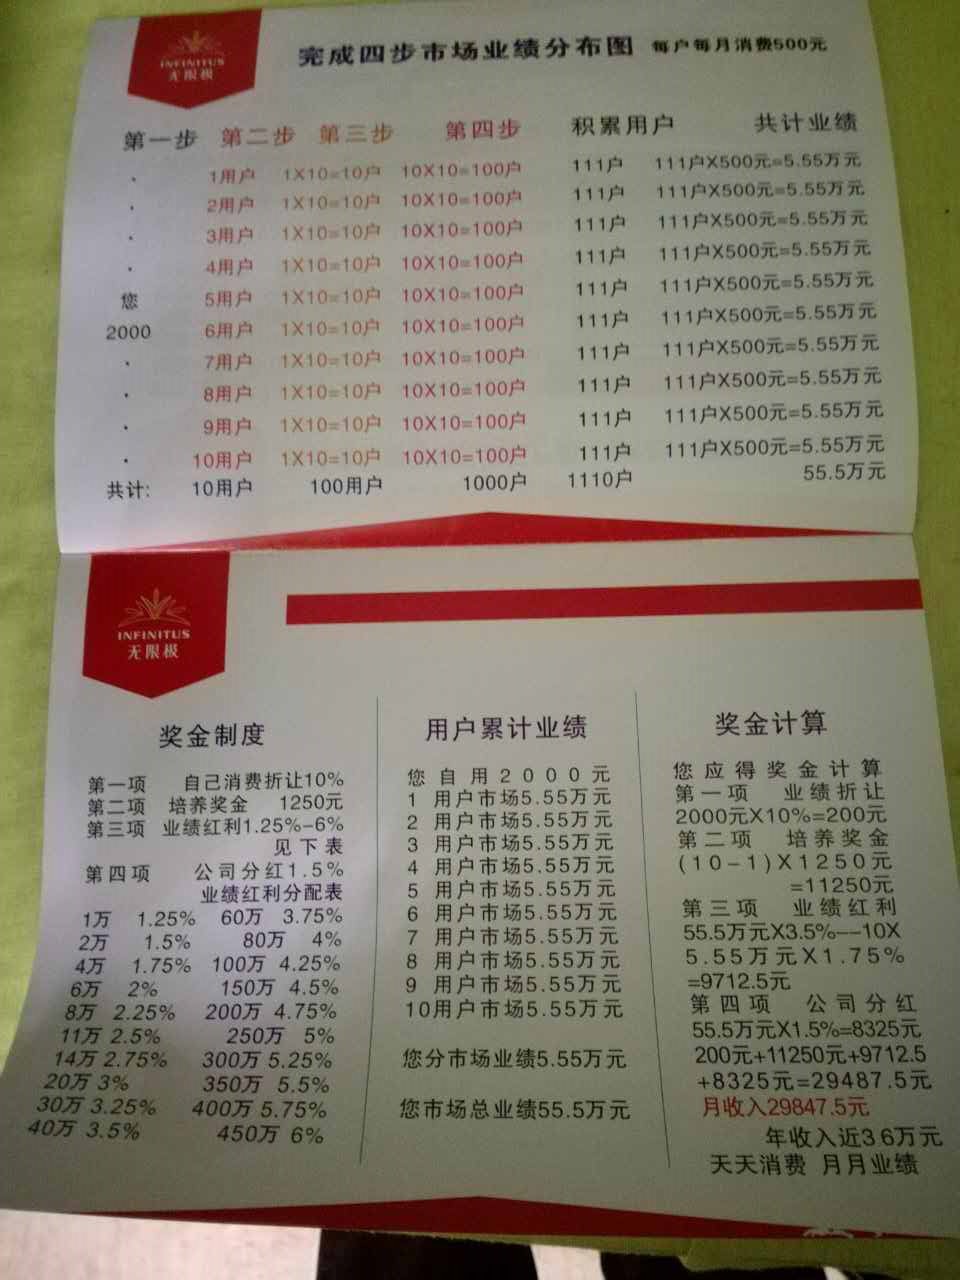 INFINITUS
无限极
完成四步市场业绩分布图 每户每月消费500元
第一步 第二步 第三步 第四步 积累用户 共计业绩
1用户 1X10=10户 10X10=100户 111户 111户X500元=5.55万元
2用户 1X10=10户 10X10=100户 111户 111户X500元=5.55万元
3用户 1X10=10户 10X10=100户 111户 111户X500元=5.55万元
4用户 1X10=10户 10X10=100户 111户 111户X500元=5.55万元
您 5用户 1X10=10户 10X10=100户 111户 111户X500元=5.55万元
2000 6用户 1X10=10户 10X10=100户 111户 111户X500元=5.55万元
7用户 1X10=10户 10X10=100户 111户 111户X500元=5.55万元
8用户 1X10=10户 10X10=100户 111户 111户X500元=5.55万元
9用户 1X10=10户 10X10=100户 111户 111户X500元=5.55万元
10用户 1X10=10户 10X10=100户 111户 111户X500元=5.55万元
共计: 10用户 100用户 1000户 1110户 55.5万元
INFINITUS
无限极
奖金制度
第一项 自己消费折让10%
第二项 培养奖金 1250元
第三项 业绩红利1.25%-6%
见下表
第四项 公司分红1.5%
业绩红利分配表
1万 1.25% 60万 3.75%
2万 1.5% 80万 4%
4万 1.75% 100万 4.25%
6万 2% 150万 4.5%
8万 2.25% 200万 4.75%
11万 2.5% 250万 5%
14万 2.75% 300万 5.25%
20万 3% 350万 5.5%
30万 3.25% 400万 5.75%
40万 3.5% 450万 6%
用户累计业绩
您自用2000元
1 用户市场5.55万元
2 用户市场5.55万元
3 用户市场5.55万元
4 用户市场5.55万元
5 用户市场5.55万元
6 用户市场5.55万元
7 用户市场5.55万元
8 用户市场5.55万元
9 用户市场5.55万元
10用户市场5.55万元
您分市场业绩5.55万元
您市场总业绩55.5万元
奖金计算
您应得奖金计算
第一项 业绩折让
2000元X10%=200元
第二项 培养奖金
(10-1)X1250元
=11250元
第三项 业绩红利
55.5万元X3.5%--10X
5.55万元X1.75%
=9712.5元
第四项 公司分红
55.5万元X1.5%=8325元
200元+11250元+9712.5
+8325元=29487.5元
月收入29847.5元
年收入近3.6万元
天天消费 月月业绩